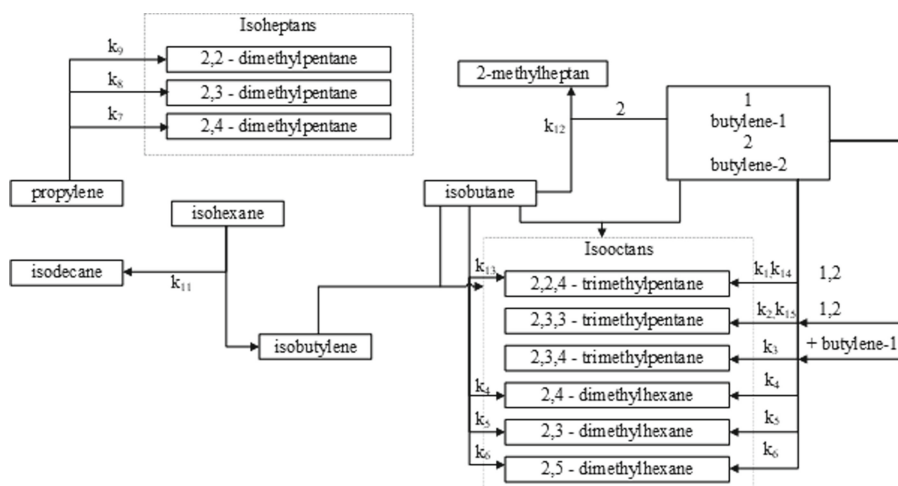 Isoheptans
k9
2,2 - dimethylpentane
k8
2,3 - dimethylpentane
k7
2,4 - dimethylpentane
propylene
2-methylheptan
k12
2
1
butylene-1
2
butylene-2
isobutane
isohexane
isodecane
k11
isobutylene
Isooctans
k13
2,2,4 - trimethylpentane
k1,k14
1,2
2,3,3 - trimethylpentane
k2,k15
1,2
2,3,4 - trimethylpentane
k3
+ butylene-1
k4
2,4 - dimethylhexane
k4
k5
2,3 - dimethylhexane
k5
k6
2,5 - dimethylhexane
k6